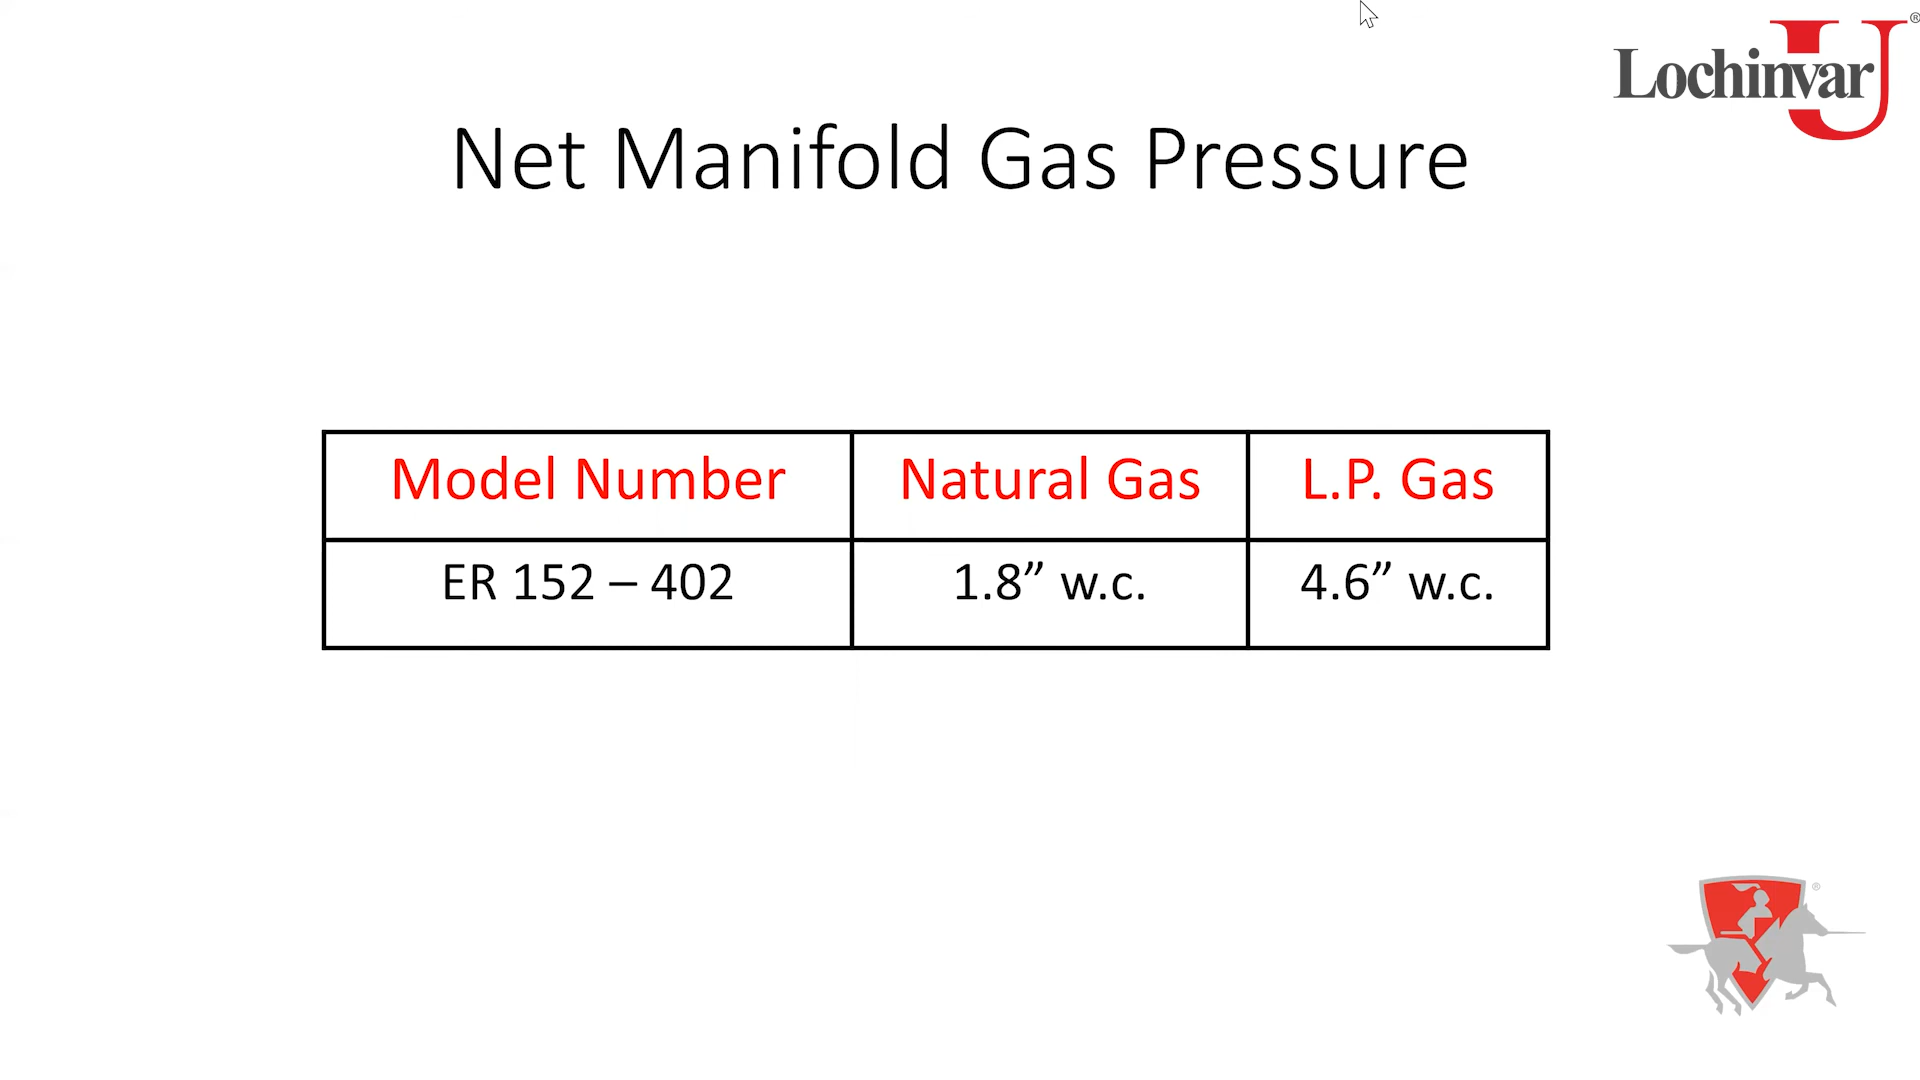 Lochinvar U®
Net Manifold Gas Pressure
Model Number Natural Gas L.P. Gas
ER 152 – 402 1.8” w.c. 4.6” w.c.
®